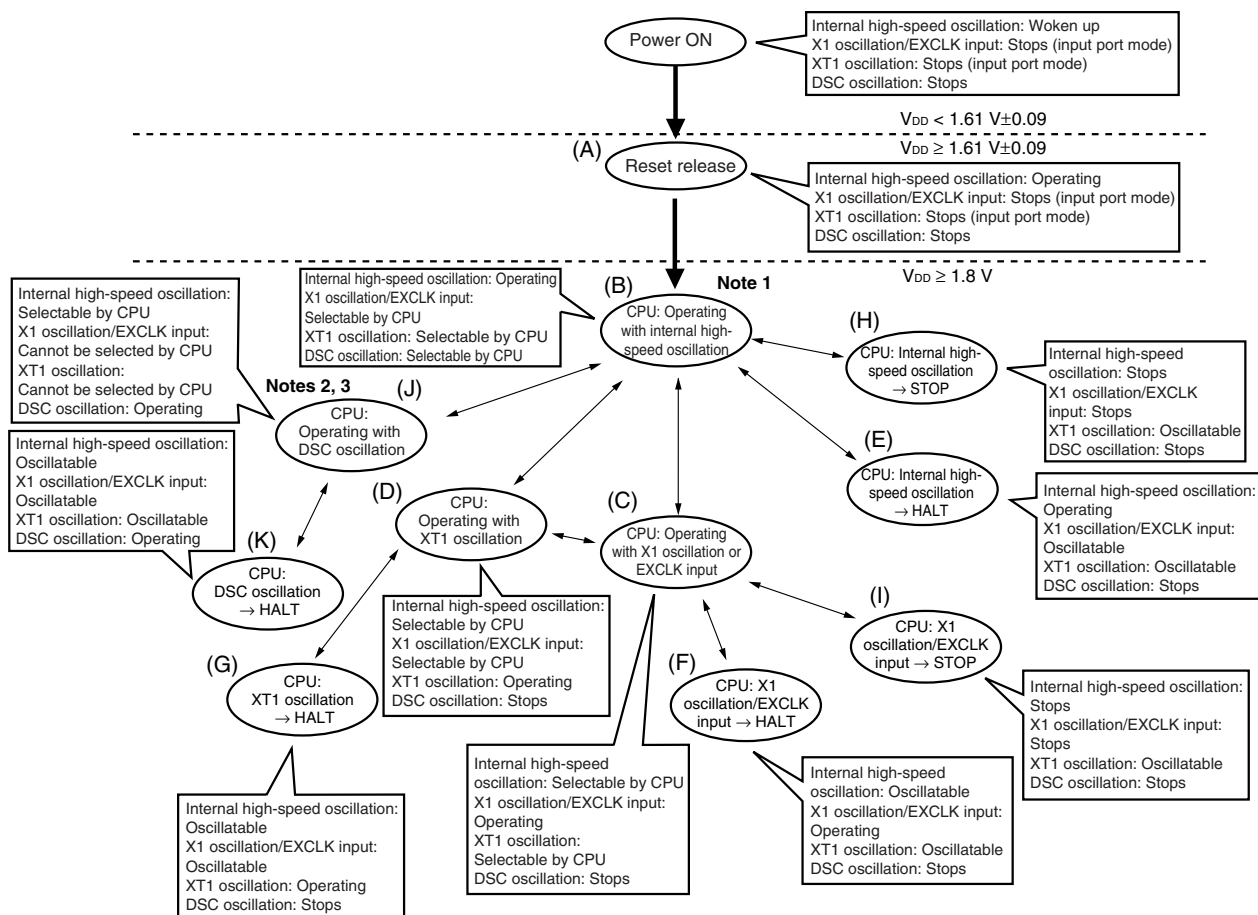 Power ON
Internal high-speed oscillation: Woken up
X1 oscillation/EXCLK input: Stops (input port mode)
XT1 oscillation: Stops (input port mode)
DSC oscillation: Stops
VDD < 1.61 V±0.09
VDD ≥ 1.61 V±0.09
(A)
Reset release
Internal high-speed oscillation: Operating
X1 oscillation/EXCLK input: Stops (input port mode)
XT1 oscillation: Stops (input port mode)
DSC oscillation: Stops
VDD ≥ 1.8 V
Internal high-speed oscillation:
Selectable by CPU
X1 oscillation/EXCLK input:
Cannot be selected by CPU
XT1 oscillation:
Cannot be selected by CPU
DSC oscillation: Operating
Internal high-speed oscillation: Operating
X1 oscillation/EXCLK input:
Selectable by CPU
XT1 oscillation: Selectable by CPU
DSC oscillation: Selectable by CPU
(B)
Note 1
CPU: Operating
with internal high-
speed oscillation
(H)
CPU: Internal high-
speed oscillation
→ STOP
Internal high-speed
oscillation: Stops
X1 oscillation/EXCLK
input: Stops
XT1 oscillation: Oscillatable
DSC oscillation: Stops
Notes 2, 3
(J)
CPU:
Operating with
DSC oscillation
Internal high-speed oscillation:
Oscillatable
X1 oscillation/EXCLK input:
Oscillatable
XT1 oscillation: Oscillatable
DSC oscillation: Operating
(E)
CPU: Internal high-
speed oscillation
→ HALT
Internal high-speed oscillation:
Operating
X1 oscillation/EXCLK input:
Oscillatable
XT1 oscillation: Oscillatable
DSC oscillation: Stops
(D)
CPU:
Operating with
XT1 oscillation
(C)
CPU: Operating
with X1 oscillation or
EXCLK input
(K)
CPU:
DSC oscillation
→ HALT
Internal high-speed oscillation:
Selectable by CPU
X1 oscillation/EXCLK input:
Selectable by CPU
XT1 oscillation: Operating
DSC oscillation: Stops
(I)
CPU: X1
oscillation/EXCLK
input → STOP
(G)
CPU:
XT1 oscillation
→ HALT
(F)
CPU: X1
oscillation/EXCLK
input → HALT
Internal high-speed oscillation:
Stops
X1 oscillation/EXCLK input:
Stops
XT1 oscillation: Oscillatable
DSC oscillation: Stops
Internal high-speed
oscillation: Selectable by CPU
X1 oscillation/EXCLK input:
Operating
XT1 oscillation:
Selectable by CPU
DSC oscillation: Stops
Internal high-speed
oscillation: Oscillatable
X1 oscillation/EXCLK input:
Operating
XT1 oscillation: Oscillatable
DSC oscillation: Stops
Internal high-speed oscillation:
Oscillatable
X1 oscillation/EXCLK input:
Oscillatable
XT1 oscillation: Operating
DSC oscillation: Stops